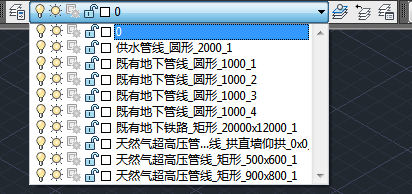 0
0
供水管线_圆形_2000_1
既有地下管线_圆形_1000_1
既有地下管线_圆形_1000_2
既有地下管线_圆形_1000_3
既有地下管线_圆形_1000_4
既有地下铁路_矩形_20000x12000_1
天然气超高压管...线_拱直墙仰拱_0x0_
天然气超高压管线_矩形_500x600_1
天然气超高压管线_矩形_900x800_1